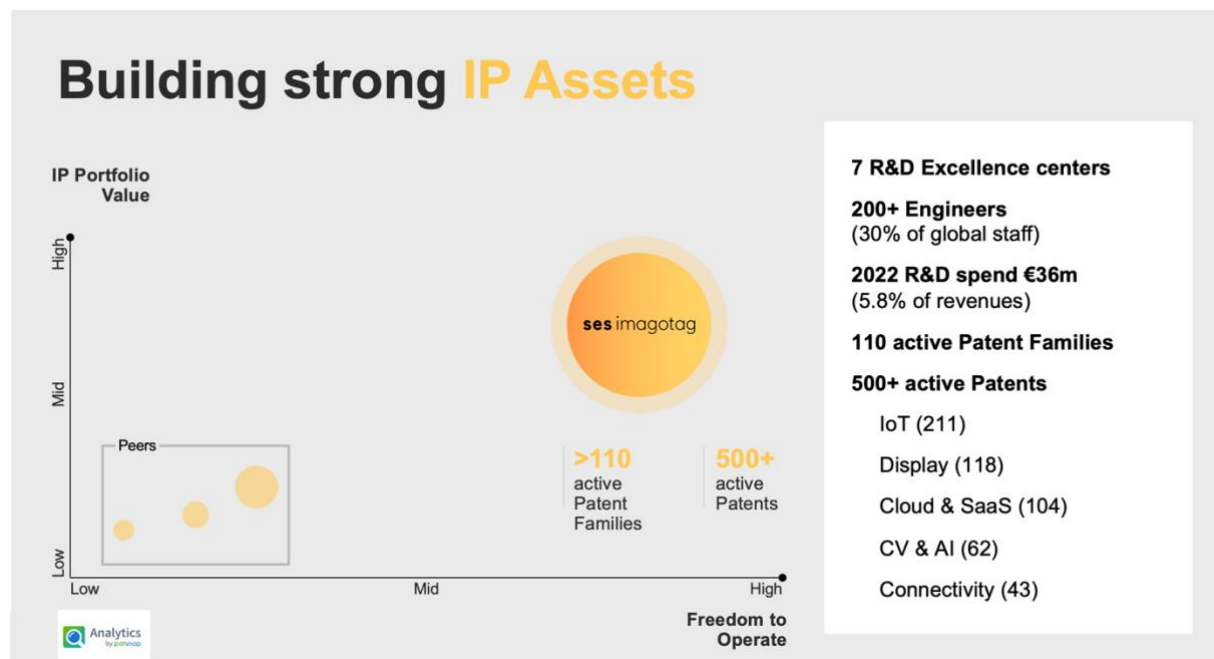 Building strong IP Assets
IP Portfolio
Value
High
Mid
Low
Peers
ses imagotag
>110
active
Patent
Families
500+
active
Patents
Low
Mid
High
Freedom to
Operate
Analytics
by patsnap
7 R&D Excellence centers
200+ Engineers
(30% of global staff)
2022 R&D spend €36m
(5.8% of revenues)
110 active Patent Families
500+ active Patents
IoT (211)
Display (118)
Cloud & SaaS (104)
CV & AI (62)
Connectivity (43)